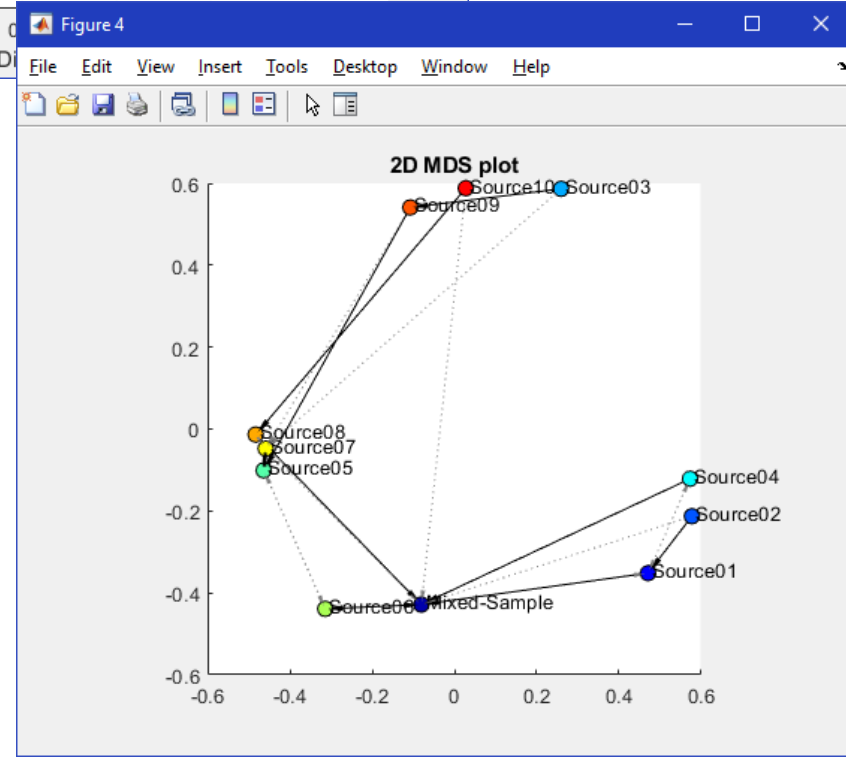 Figure 4
File Edit View Insert Tools Desktop Window Help
Di
2D MDS plot
0.6
Source10
Source03
Source09
0.4
0.2
0
Source08
Source07
Source05
Source04
-0.2
Source02
Source01
-0.4
Source06
Mixed-Sample
-0.6
-0.6 -0.4 -0.2 0 0.2 0.4 0.6